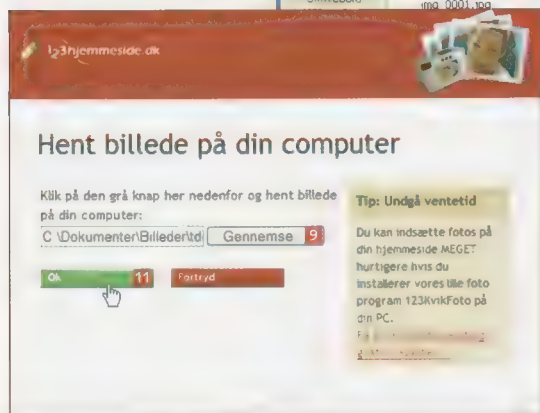 img_0001.jpg
123hjemmeside.dk
Hent billede på din computer
Klik på den grå knap her nedenfor og hent billede
på din computer:
C:\Dokumenter\Billeder\td Gennemse 9
Ok 11 Fortryd
Tip: Undgå ventetid
Du kan indsætte fotos på
din hjemmeside MEGET
hurtigere hvis du
installerer vores lille foto
program 123KvikFoto på
din PC.